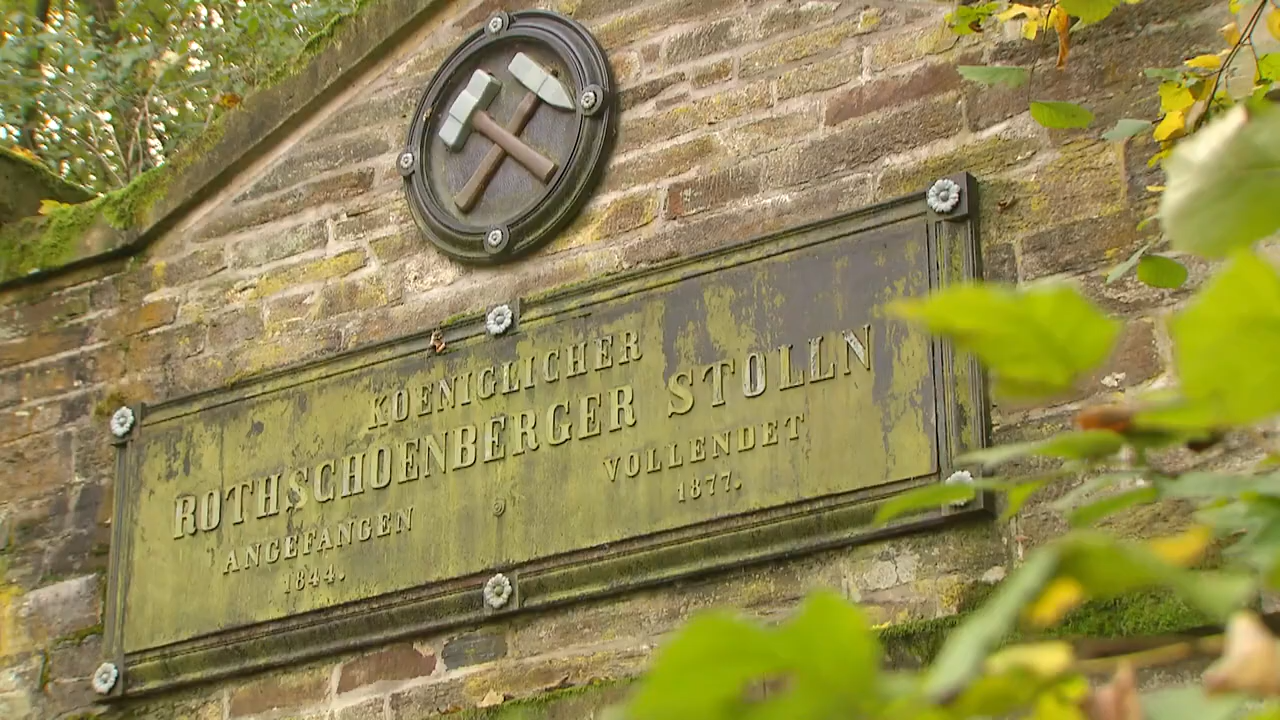 KOENIGLICHER
ROTHSCHOENBERGER STOLLN
ANGEFANGEN
1844.
VOLLENDET
1877.